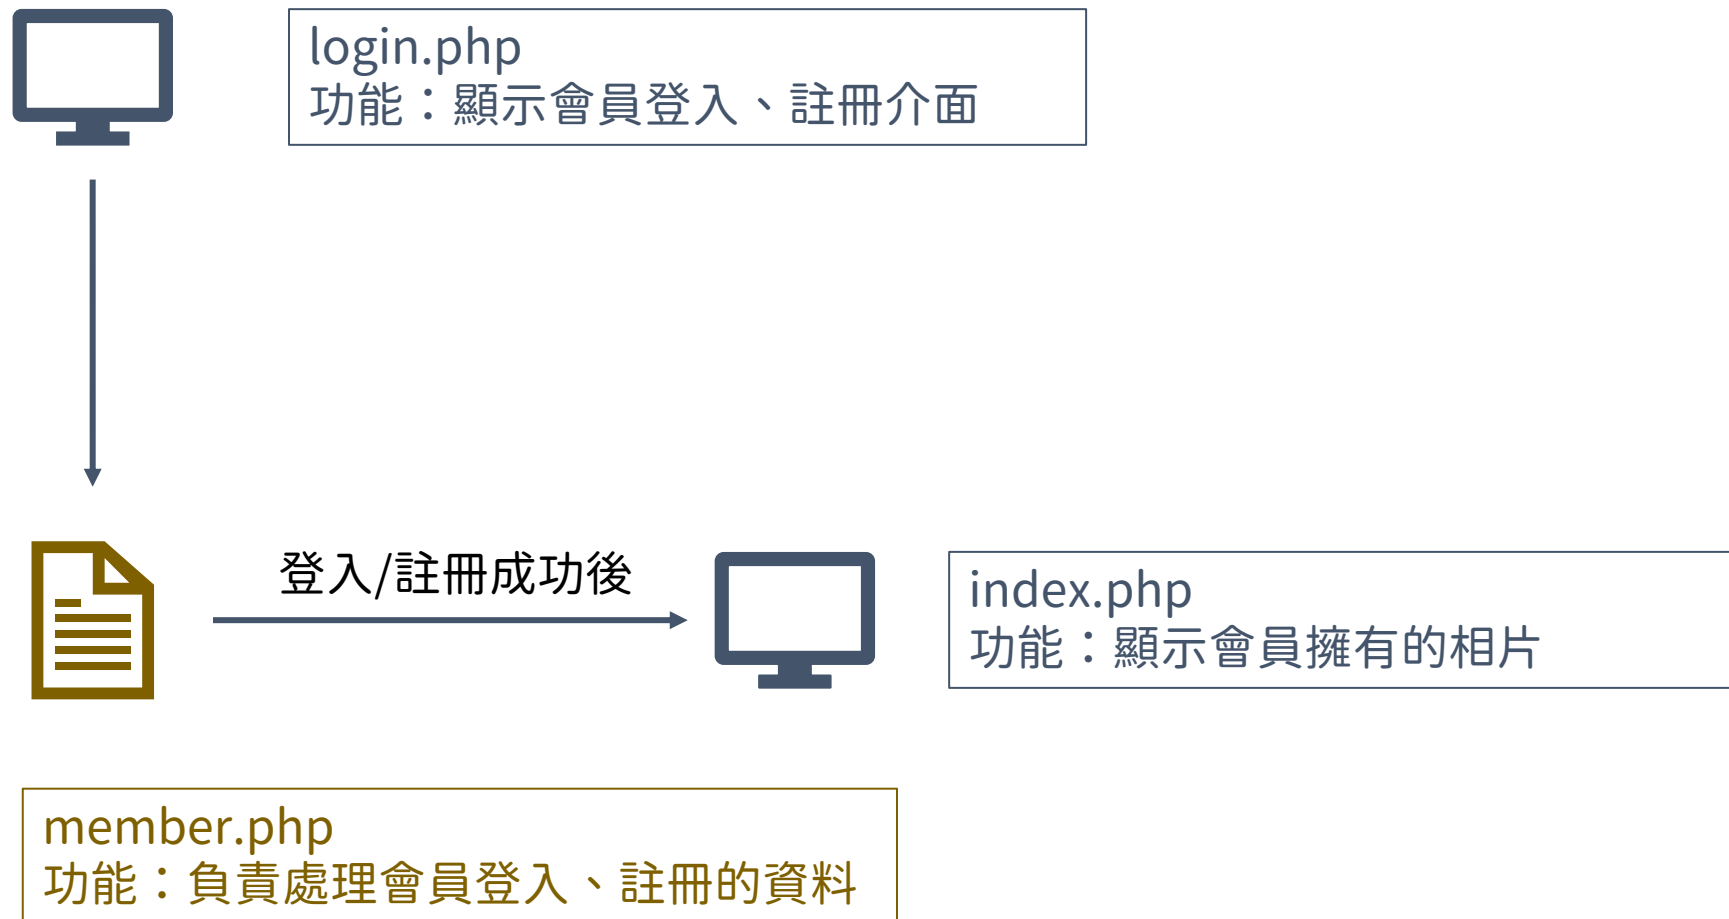 login.php
功能：顯示會員登入、註冊介面
登入/註冊成功後
index.php
功能：顯示會員擁有的相片
member.php
功能：負責處理會員登入、註冊的資料